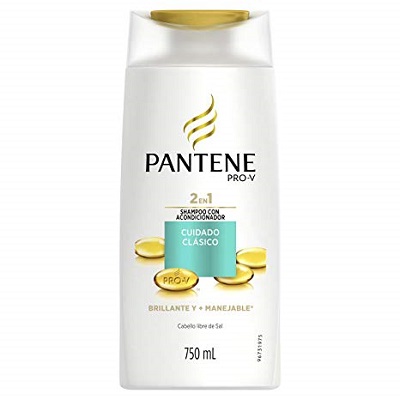 PANTENE
PRO-V
2 EN 1
SHAMPOO CON
ACONDICIONADOR
CUIDADO
CLÁSICO
PRO-V
BRILLANTE Y + MANEJABLE*
Cabello libre de Sal
750 mL
96731975